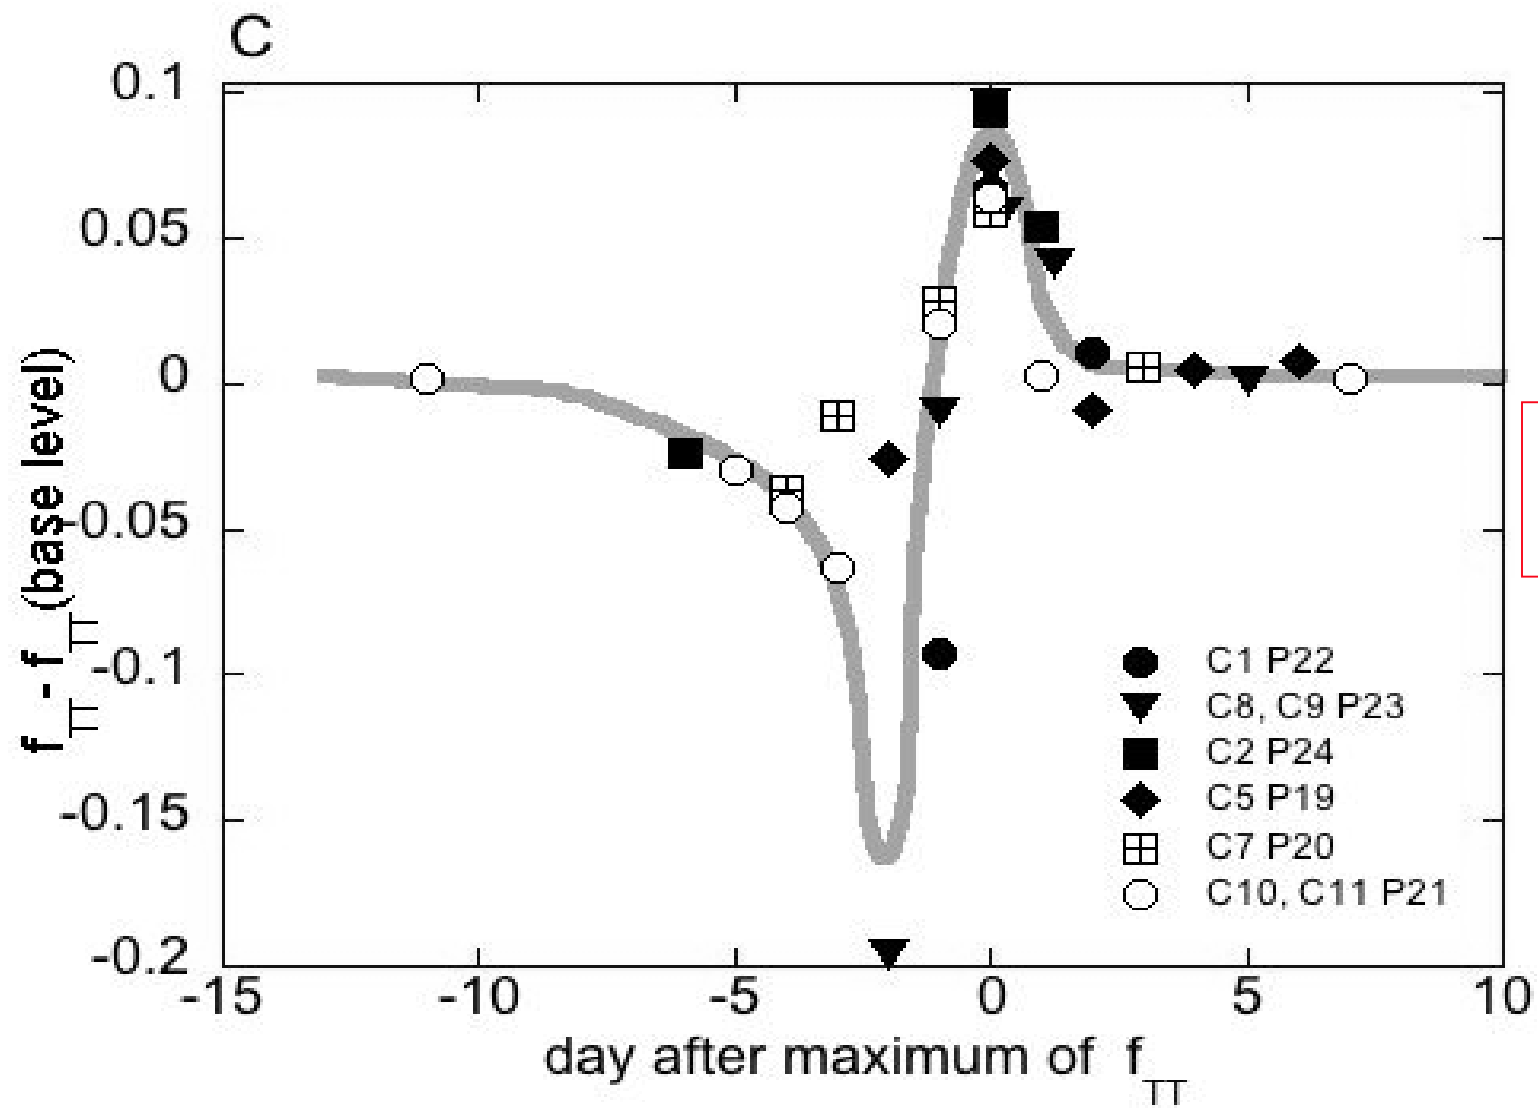 C
0.1
0.05
0
-0.05
-0.1
-0.15
-0.2
f_TT - f_TT (base level)
C1 P22
C8, C9 P23
C2 P24
C5 P19
C7 P20
C10, C11 P21
-15 -10 -5 0 5 10
day after maximum of f_TT